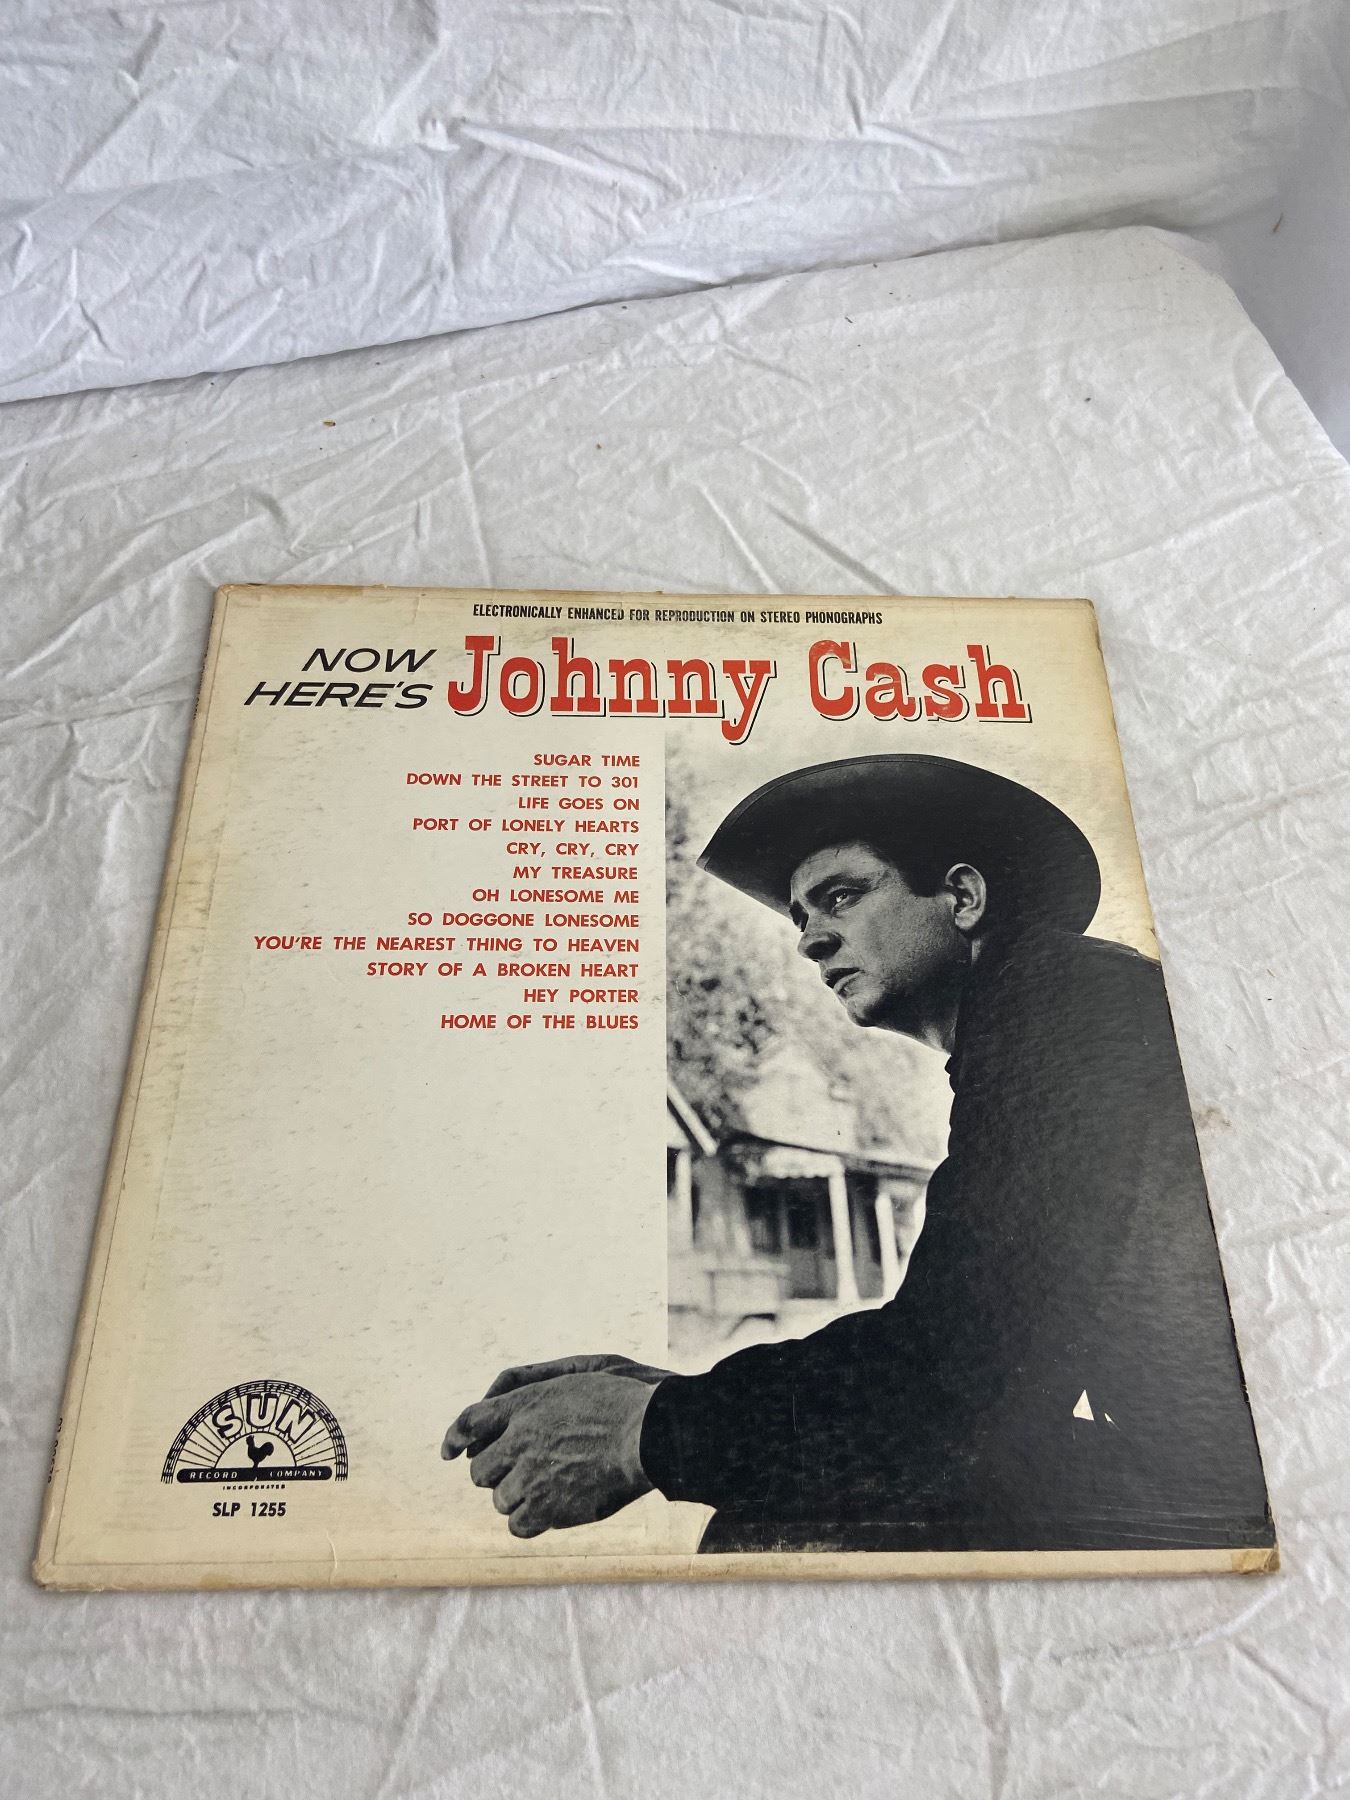 ELECTRONICALLY ENHANCED FOR REPRODUCTION ON STEREO PHONOGRAPHS
NOW
HERE'S Johnny Cash
SUGAR TIME
DOWN THE STREET TO 301
LIFE GOES ON
PORT OF LONELY HEARTS
CRY, CRY, CRY
MY TREASURE
OH LONESOME ME
SO DOGGONE LONESOME
YOU'RE THE NEAREST THING TO HEAVEN
STORY OF A BROKEN HEART
HEY PORTER
HOME OF THE BLUES
SUN
RECORD COMPANY
INCORPORATED
SLP 1255